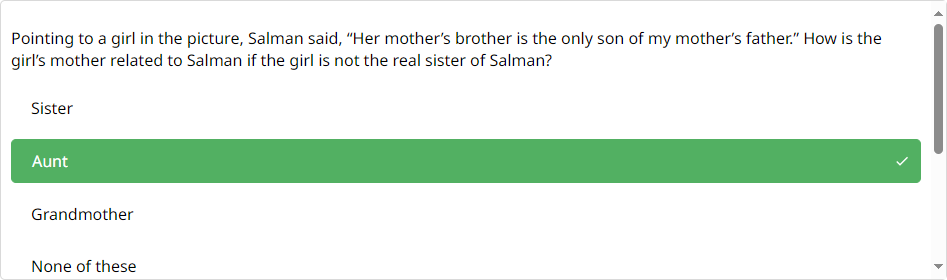 Pointing to a girl in the picture, Salman said, “Her mother’s brother is the only son of my mother’s father.” How is the
girl’s mother related to Salman if the girl is not the real sister of Salman?
Sister
Aunt
Grandmother
None of these